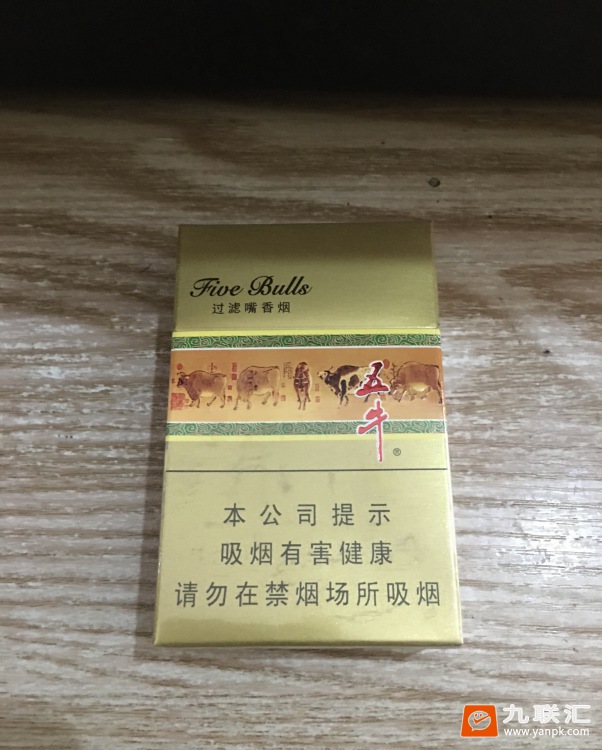 Five Bulls
过滤嘴香烟
五牛®
本公司提示
吸烟有害健康
请勿在禁烟场所吸烟
九联汇
www.yanpk.com